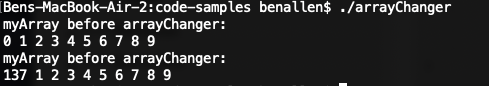 [Bens-MacBook-Air-2:code-samples benallen$ ./arrayChanger
myArray before arrayChanger:
0 1 2 3 4 5 6 7 8 9
myArray before arrayChanger:
137 1 2 3 4 5 6 7 8 9